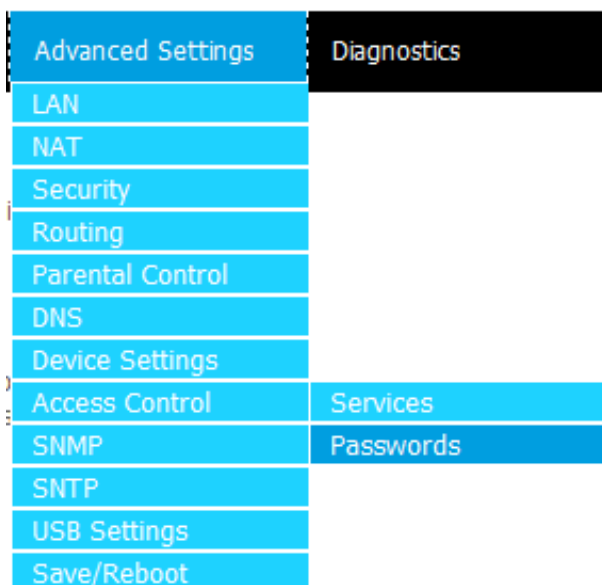 Advanced Settings Diagnostics
LAN
NAT
Security
Routing
Parental Control
DNS
Device Settings
Access Control Services
SNMP Passwords
SNTP
USB Settings
Save/Reboot